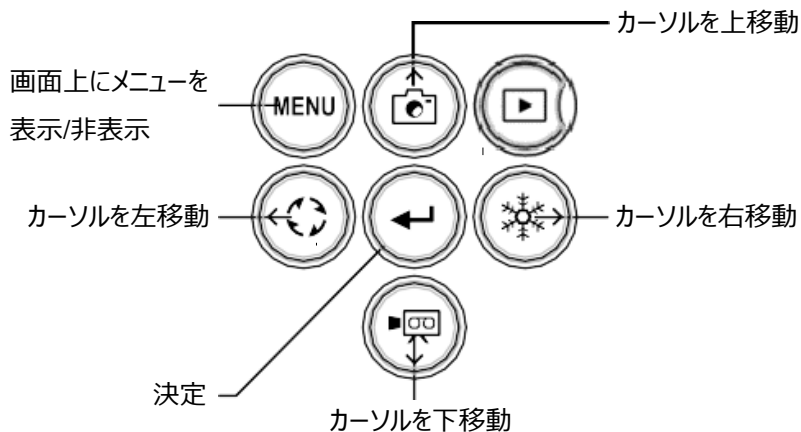 カーソルを上移動
画面上にメニューを
表示/非表示
MENU
カーソルを左移動
カーソルを右移動
決定
カーソルを下移動